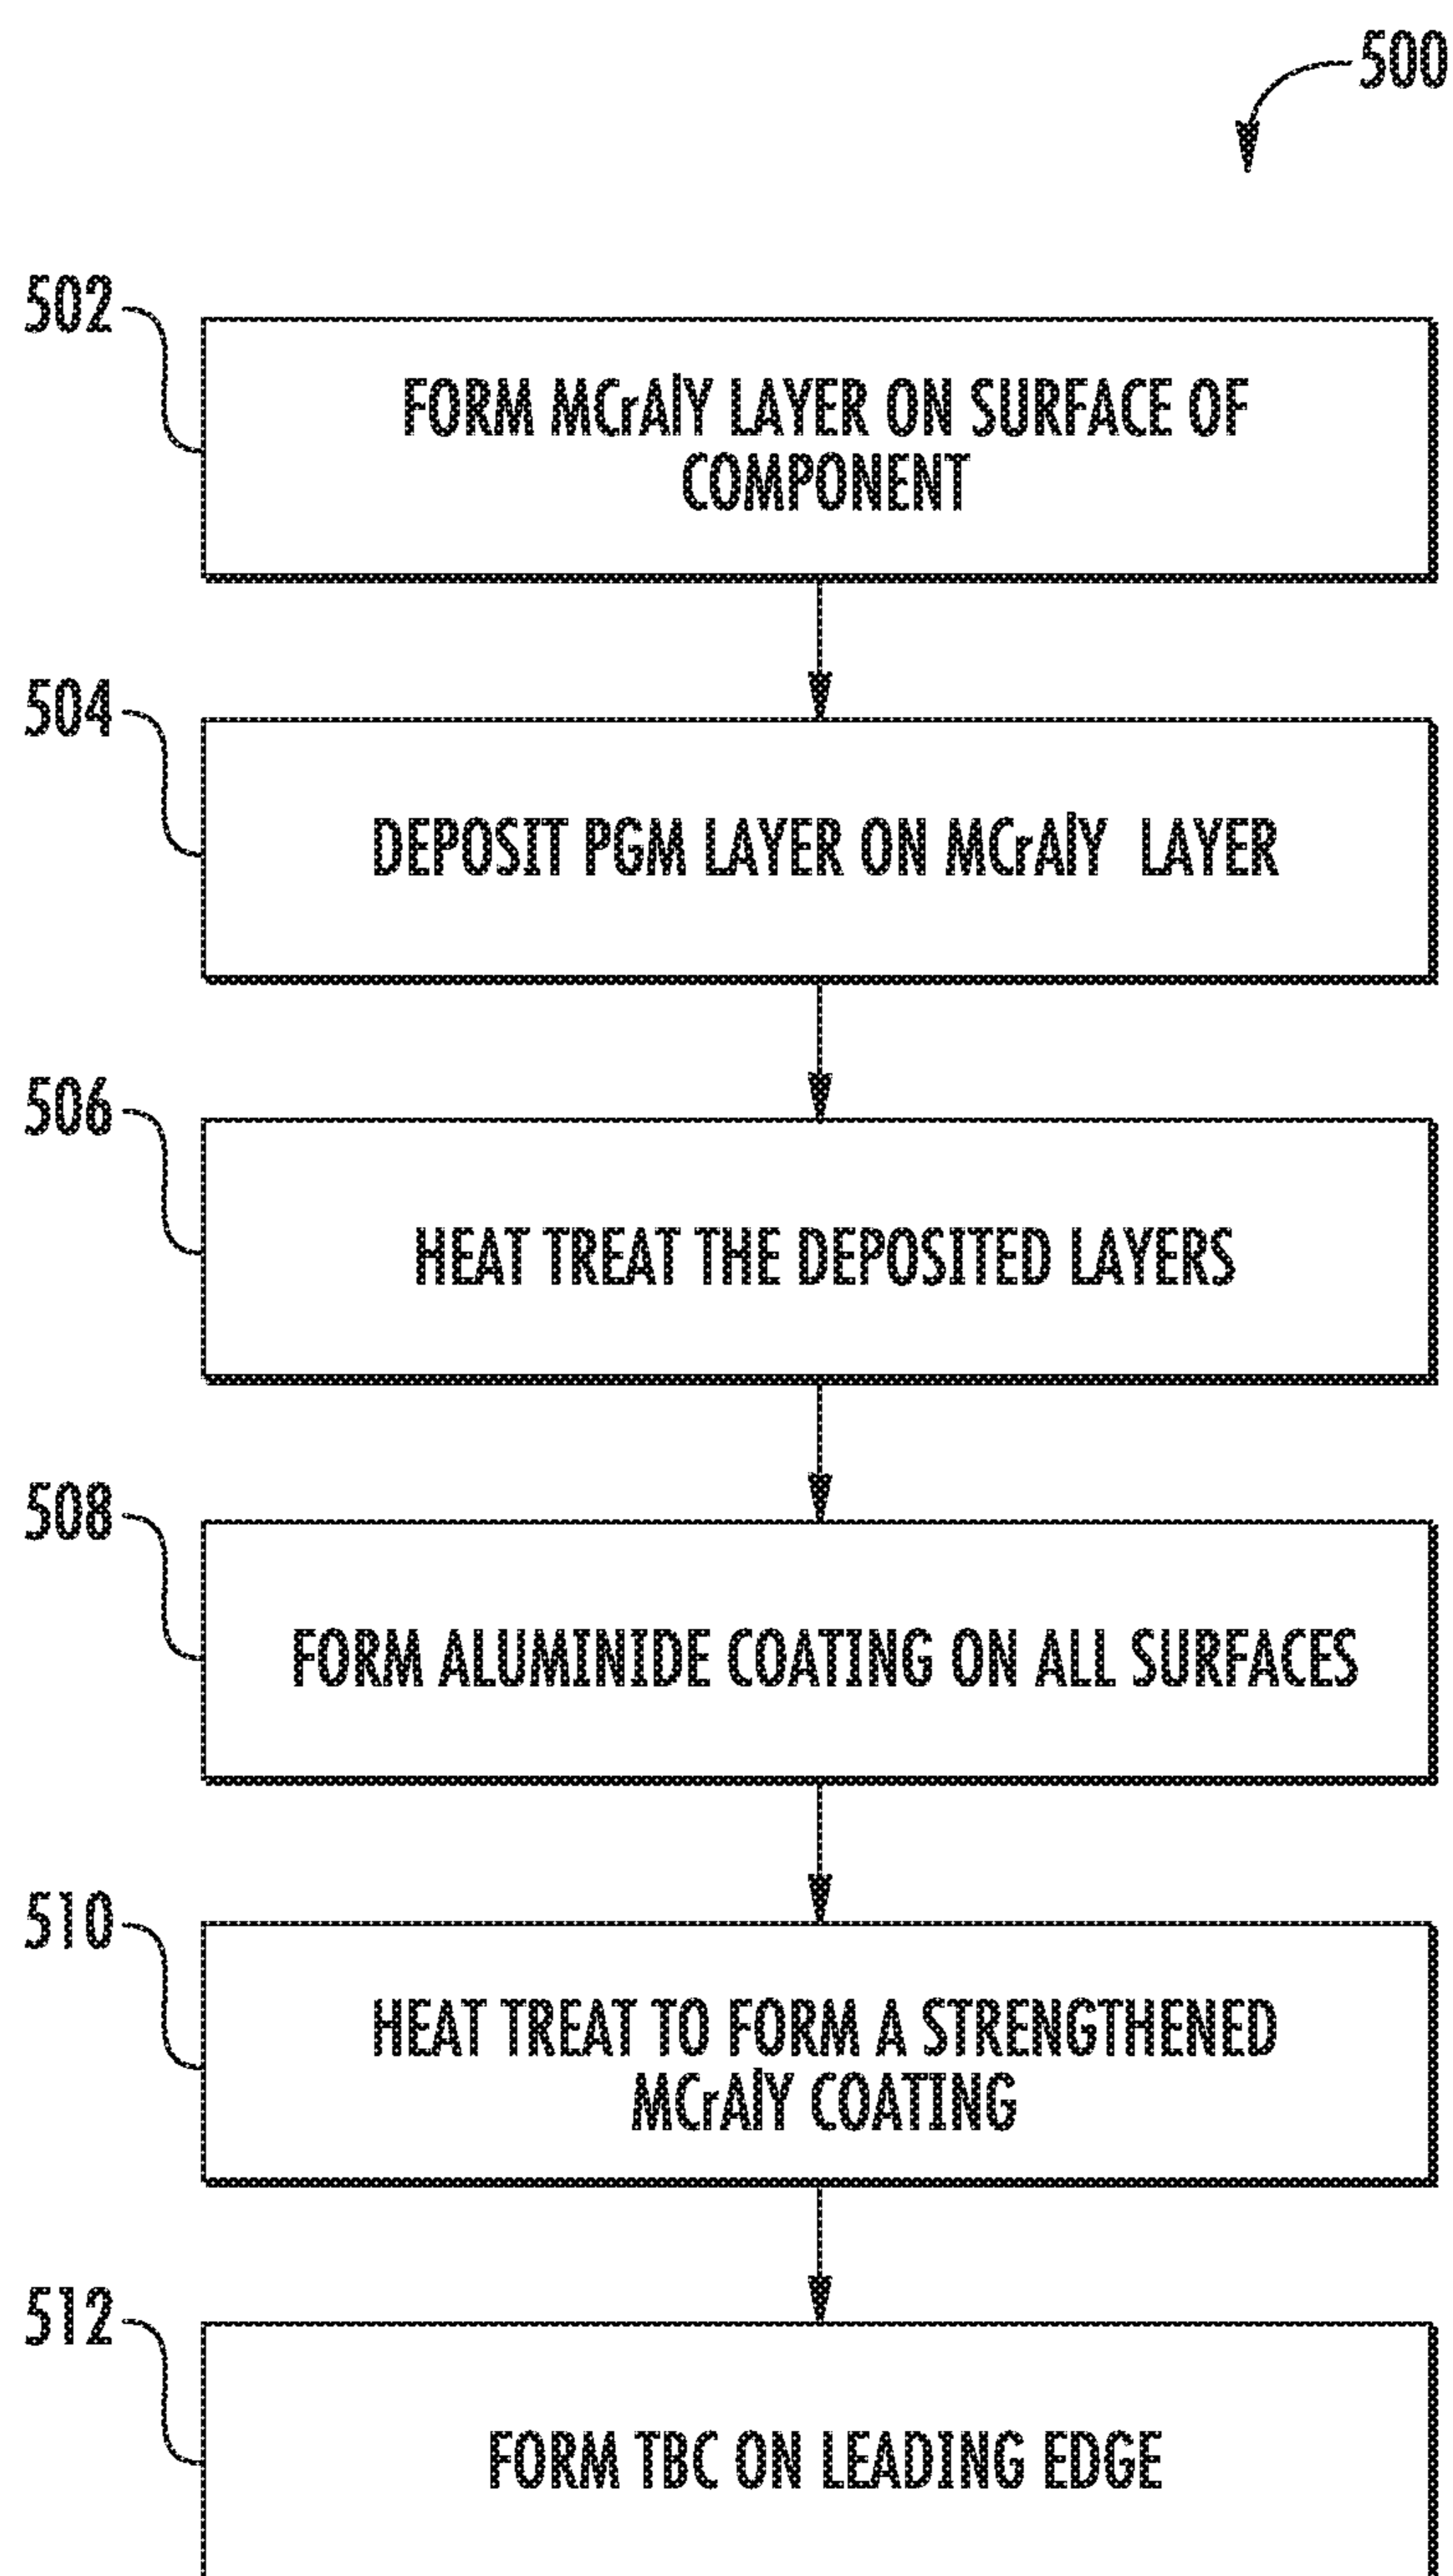 500
502
FORM MCrAlY LAYER ON SURFACE OF
COMPONENT
504
DEPOSIT PGM LAYER ON MCrAlY LAYER
506
HEAT TREAT THE DEPOSITED LAYERS
508
FORM ALUMINIDE COATING ON ALL SURFACES
510
HEAT TREAT TO FORM A STRENGTHENED
MCrAlY COATING
512
FORM TBC ON LEADING EDGE